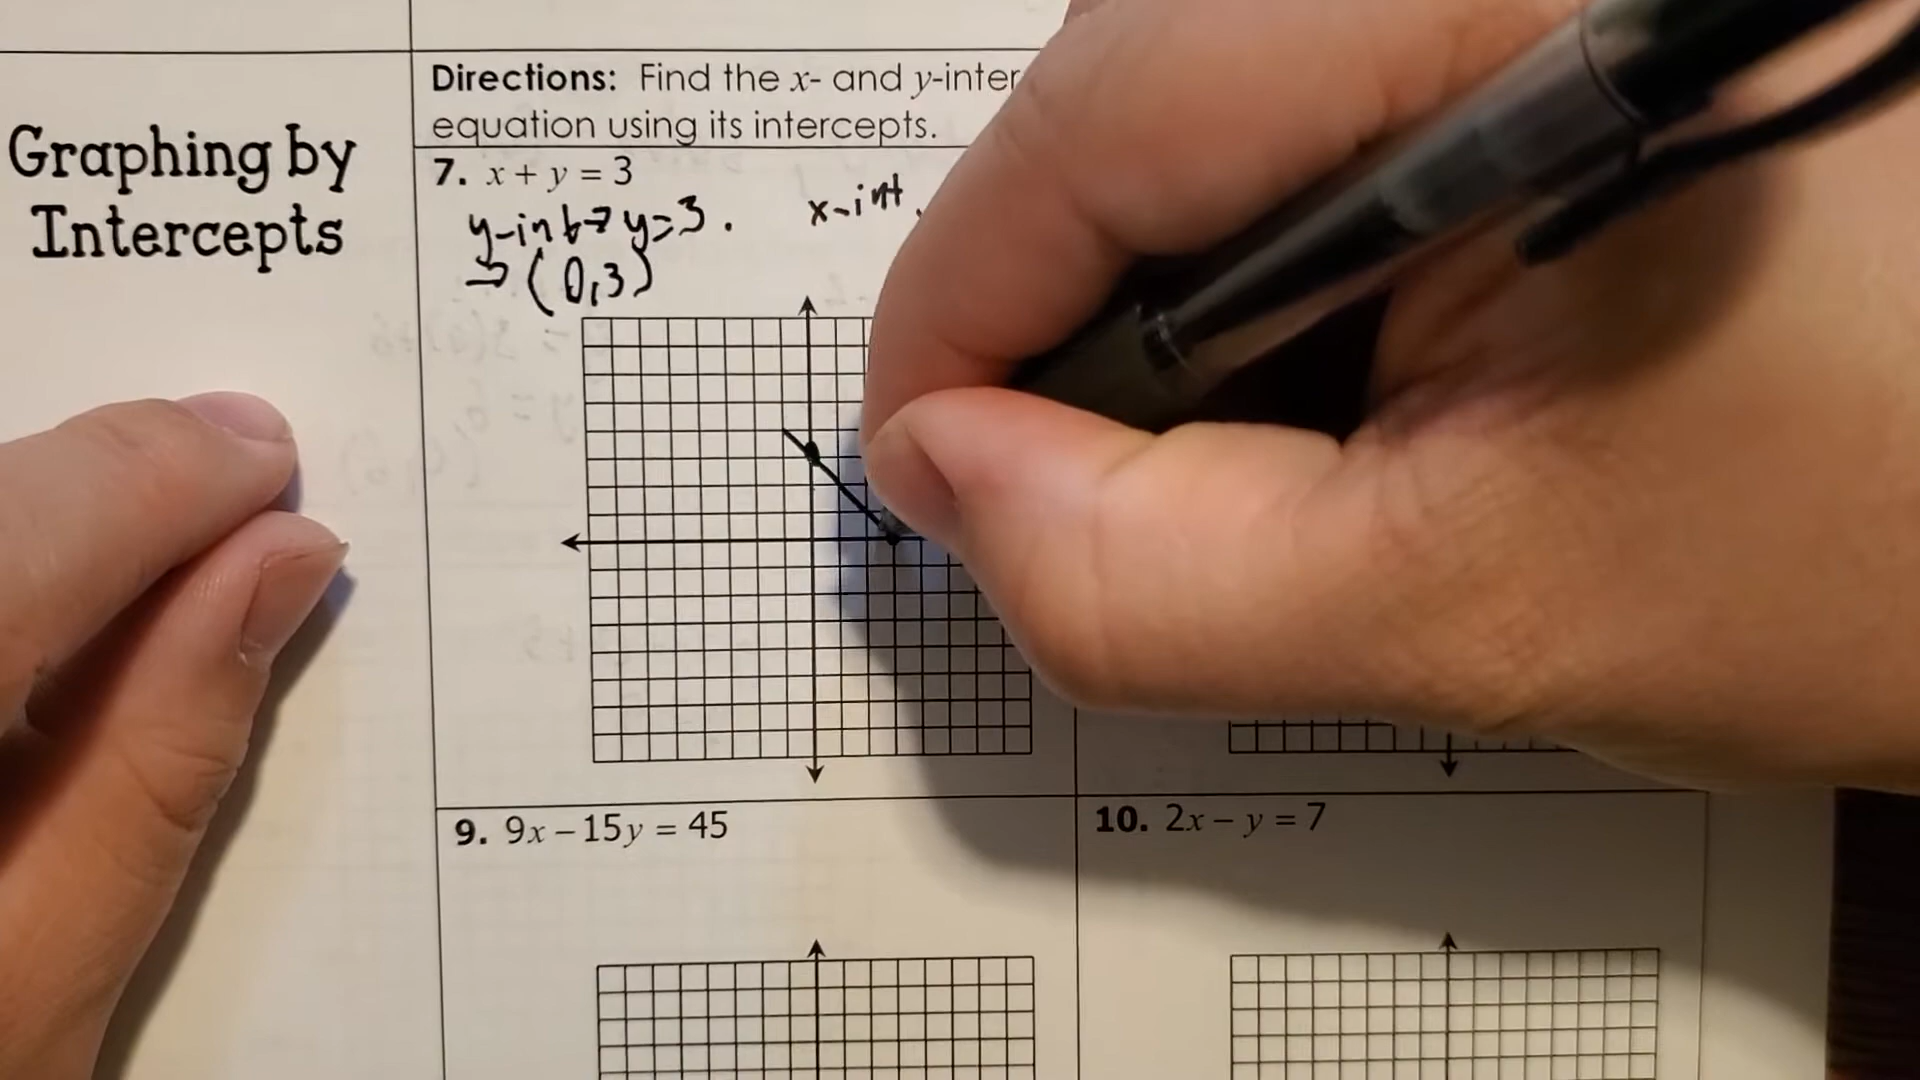 Graphing by
Intercepts
Directions: Find the x- and y-inter
equation using its intercepts.
7. x + y = 3
y-int→ y=3.
x-int
→ (0,3)
9. 9x – 15y = 45
10. 2x – y = 7